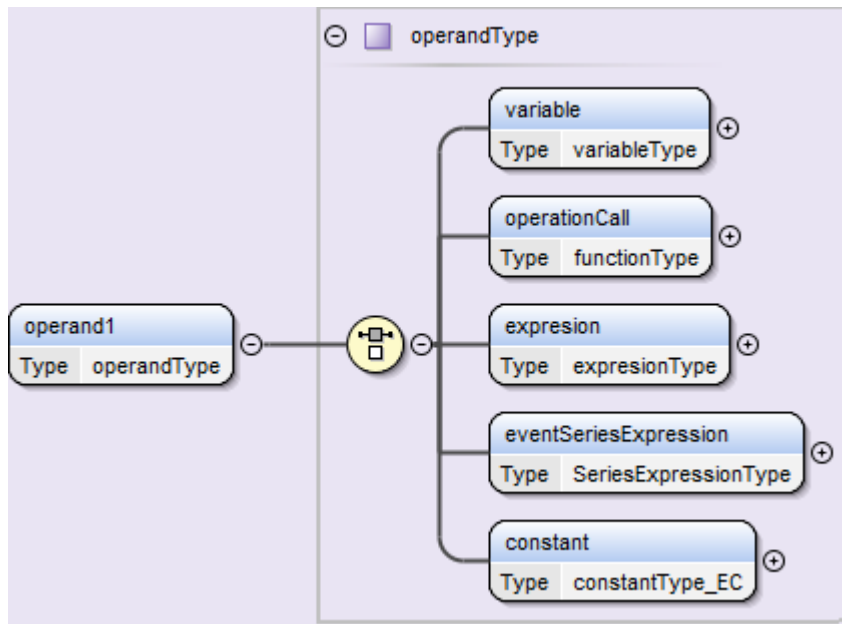 operandType
variable
Type variableType
operationCall
Type functionType
operand1
Type operandType
expresion
Type expresionType
eventSeriesExpression
Type SeriesExpressionType
constant
Type constantType_EC